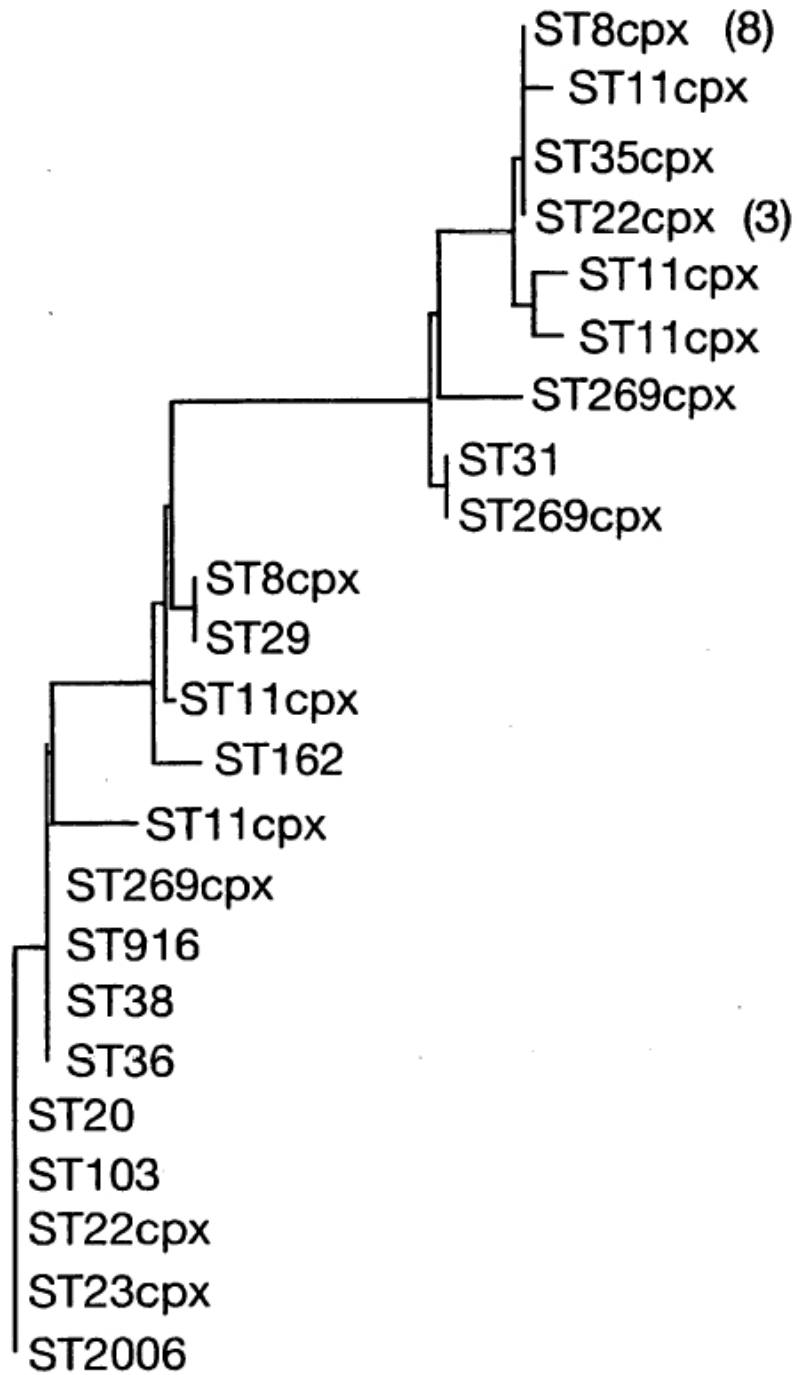 ST8cpx (8)
ST11cpx
ST35cpx
ST22cpx (3)
ST11cpx
ST11cpx
ST269cpx
ST31
ST269cpx
ST8cpx
ST29
ST11cpx
ST162
ST11cpx
ST269cpx
ST916
ST38
ST36
ST20
ST103
ST22cpx
ST23cpx
ST2006